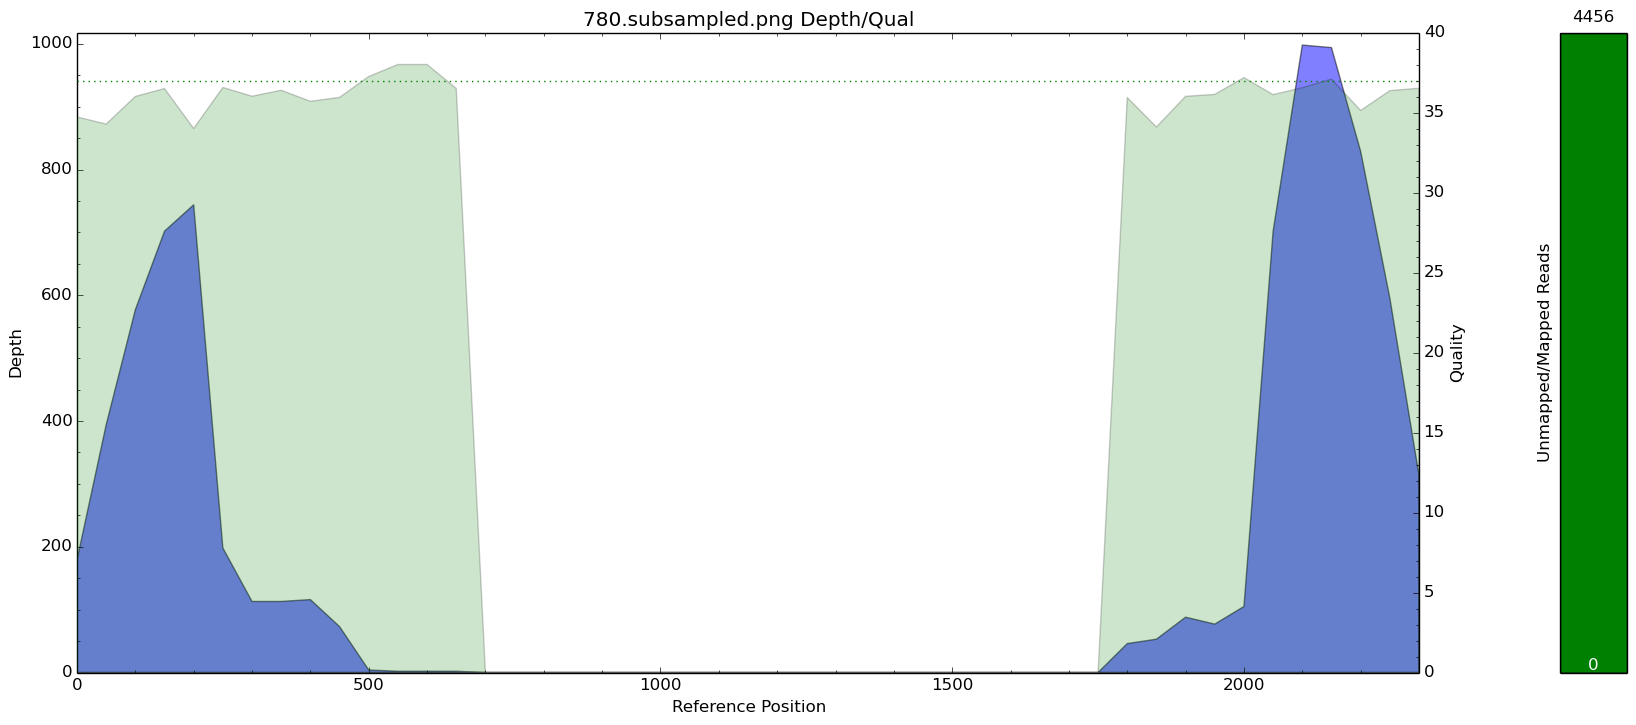 780.subsampled.png Depth/Qual
4456
1000
800
600
400
200
0
Depth
40
35
30
25
20
15
10
5
0
Quality
Unmapped/Mapped Reads
0
0 500 1000 1500 2000
Reference Position